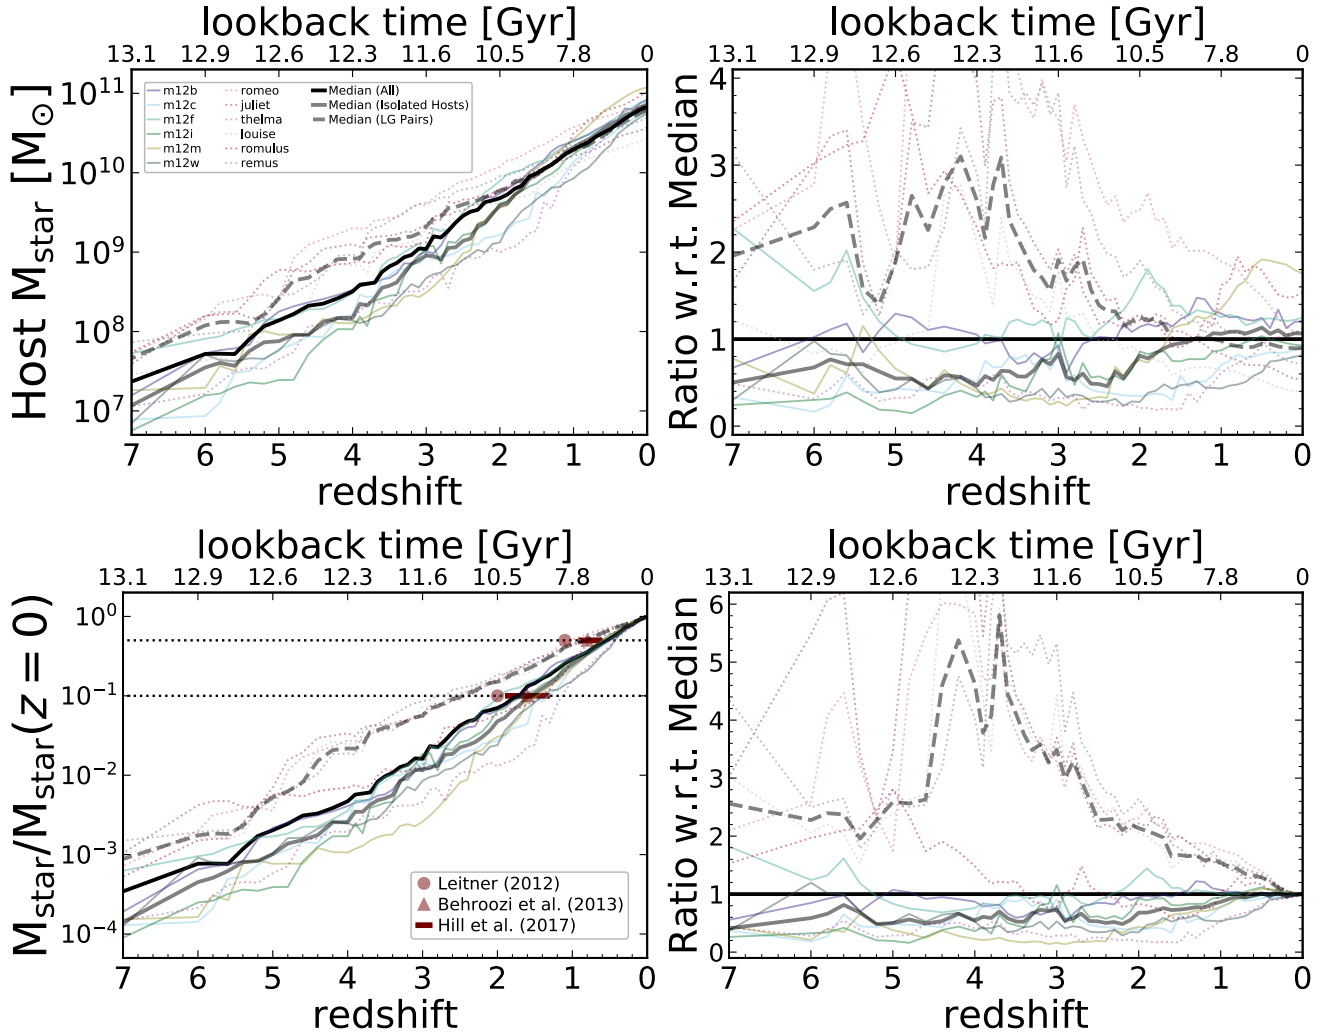 lookback time [Gyr]
13.1 12.9 12.6 12.3 11.6 10.5 7.8 0
Host M_star [M_⊙]
10^11
10^10
10^9
10^8
10^7
m12b romeo Median (All)
m12c juliet Median (Isolated Hosts)
m12f thelma Median (LG Pairs)
m12i louise
m12m romulus
m12w remus
7 6 5 4 3 2 1 0
redshift
lookback time [Gyr]
13.1 12.9 12.6 12.3 11.6 10.5 7.8 0
Ratio w.r.t. Median
4
3
2
1
0
7 6 5 4 3 2 1 0
redshift
lookback time [Gyr]
13.1 12.9 12.6 12.3 11.6 10.5 7.8 0
M_star/M_star(z = 0)
10^0
10^−1
10^−2
10^−3
10^−4
Leitner (2012)
Behroozi et al. (2013)
Hill et al. (2017)
7 6 5 4 3 2 1 0
redshift
lookback time [Gyr]
13.1 12.9 12.6 12.3 11.6 10.5 7.8 0
Ratio w.r.t. Median
6
5
4
3
2
1
0
7 6 5 4 3 2 1 0
redshift